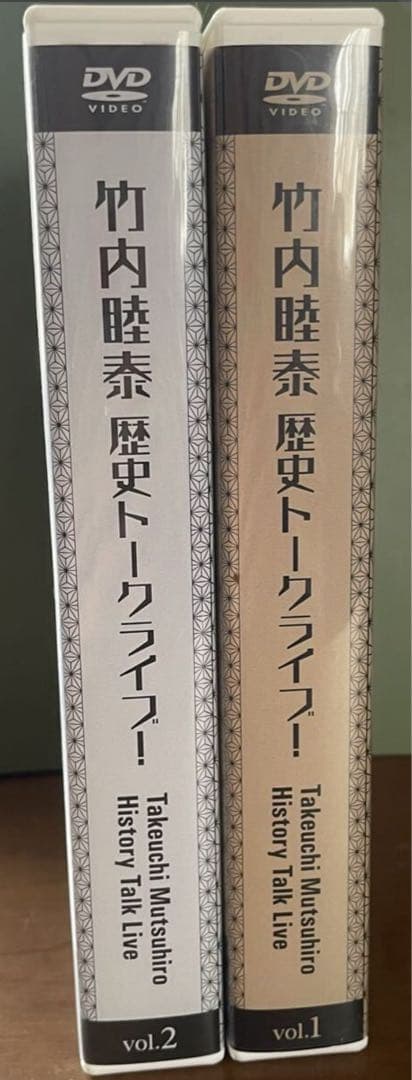 DVD
VIDEO
竹内睦泰 歴史トークライブ!
Takeuchi Mutsuhiro
History Talk Live
vol.2
DVD
VIDEO
竹内睦泰 歴史トークライブ!
Takeuchi Mutsuhiro
History Talk Live
vol.1